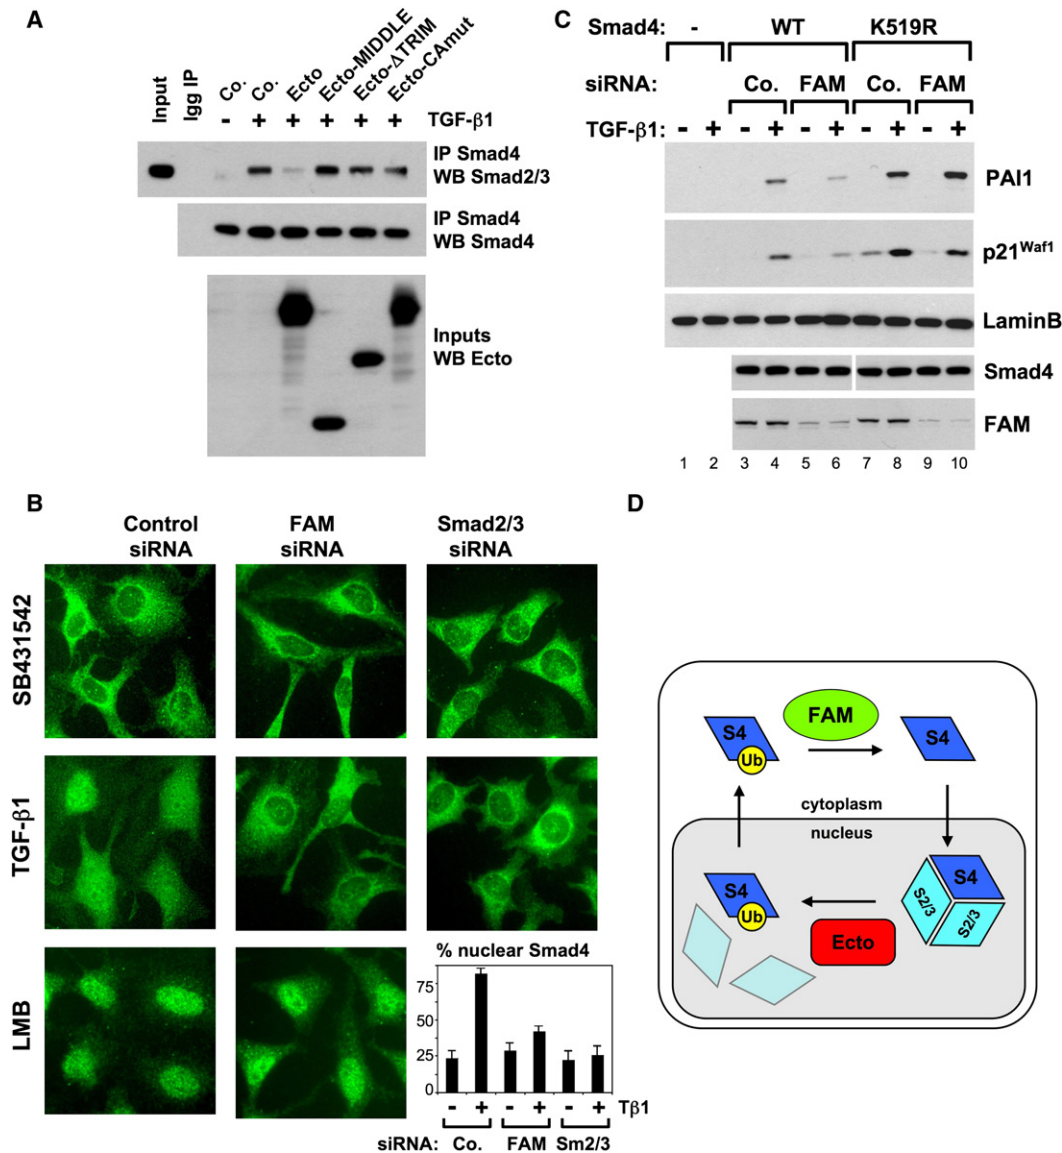 A
Input
Igg IP
Co.
Co.
Ecto
Ecto-MIDDLE
Ecto-ΔTRIM
Ecto-CAmut
- + + + + + TGF-β1
IP Smad4
WB Smad2/3
IP Smad4
WB Smad4
Inputs
WB Ecto
C
Smad4: - WT K519R
siRNA: Co. FAM Co. FAM
TGF-β1: - + - + - + - + - +
PAI1
p21Waf1
LaminB
Smad4
FAM
1 2 3 4 5 6 7 8 9 10
B
Control siRNA
FAM siRNA
Smad2/3 siRNA
SB431542
TGF-β1
LMB
% nuclear Smad4
75
50
25
0
- + - + - + Tβ1
siRNA: Co. FAM Sm2/3
D
S4
Ub
FAM
S4
cytoplasm
nucleus
S4
Ub
Ecto
S4
S2/3
S2/3